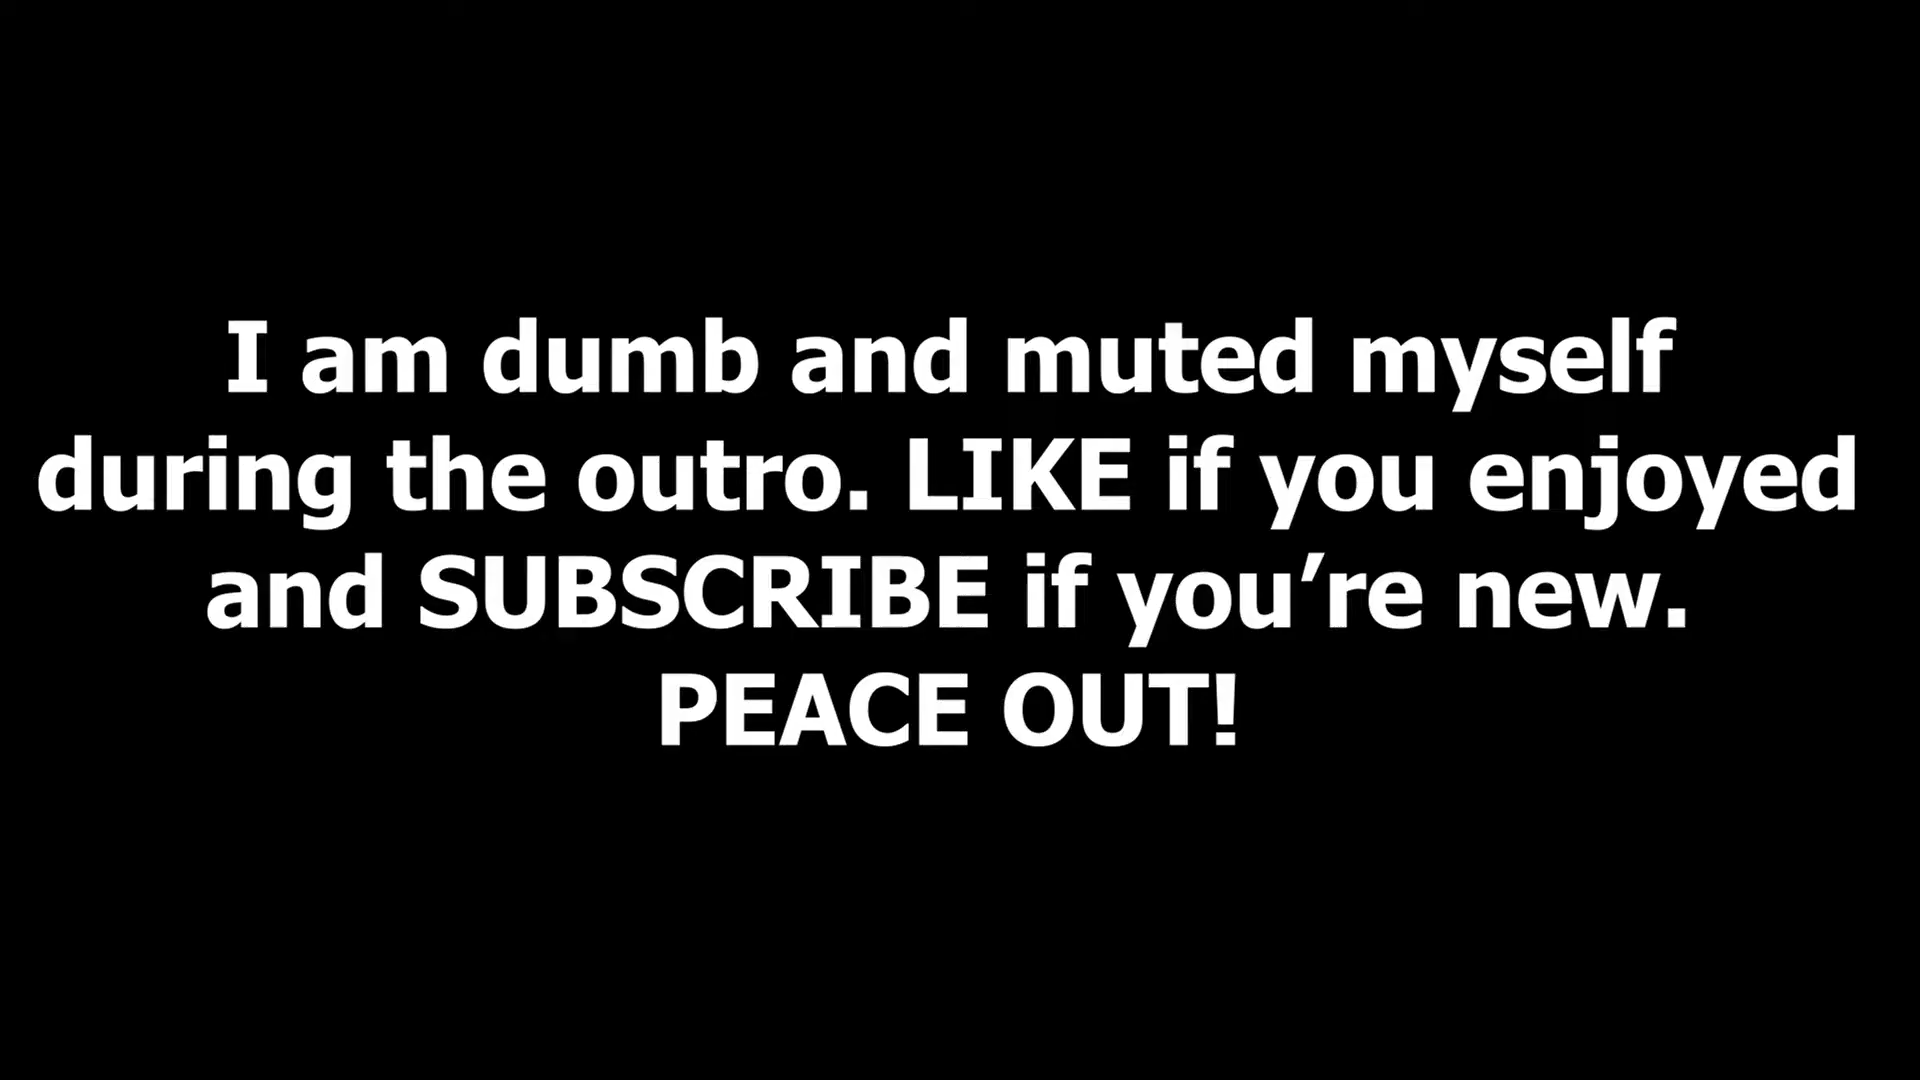 I am dumb and muted myself
during the outro. LIKE if you enjoyed
and SUBSCRIBE if you’re new.
PEACE OUT!